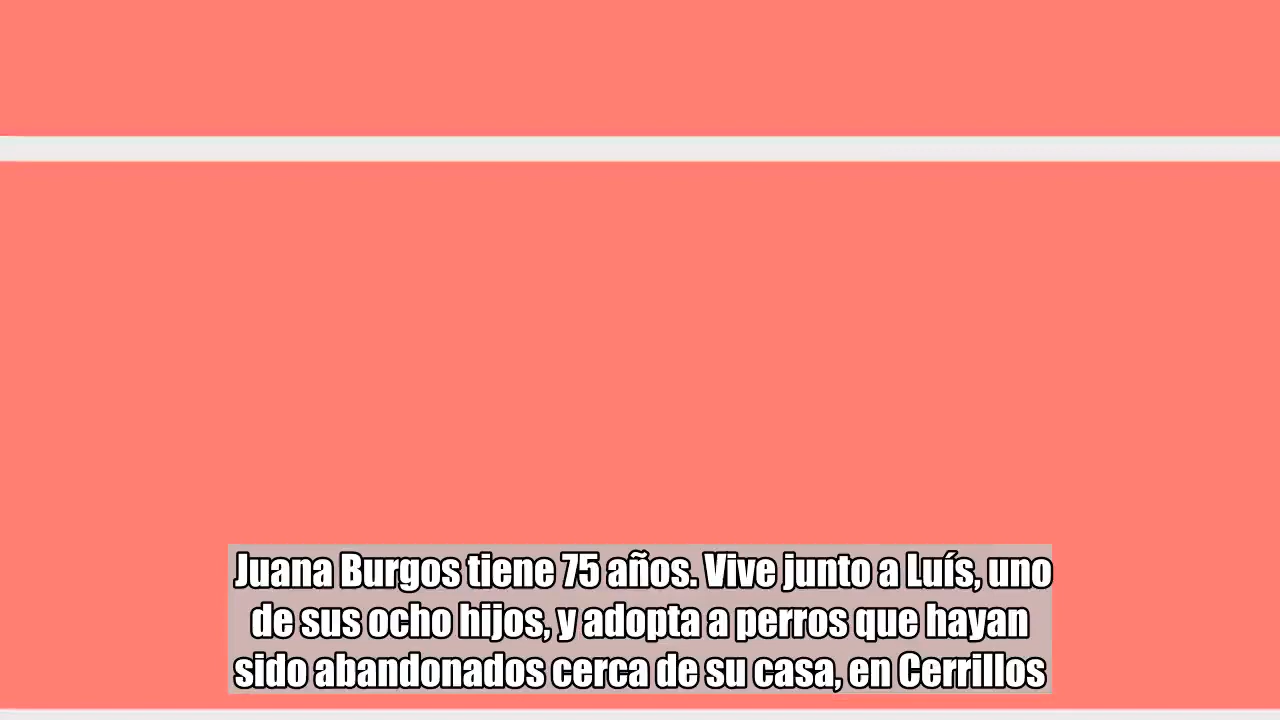 Juana Burgos tiene 75 años. Vive junto a Luís, uno
de sus ocho hijos, y adopta a perros que hayan
sido abandonados cerca de su casa, en Cerrillos